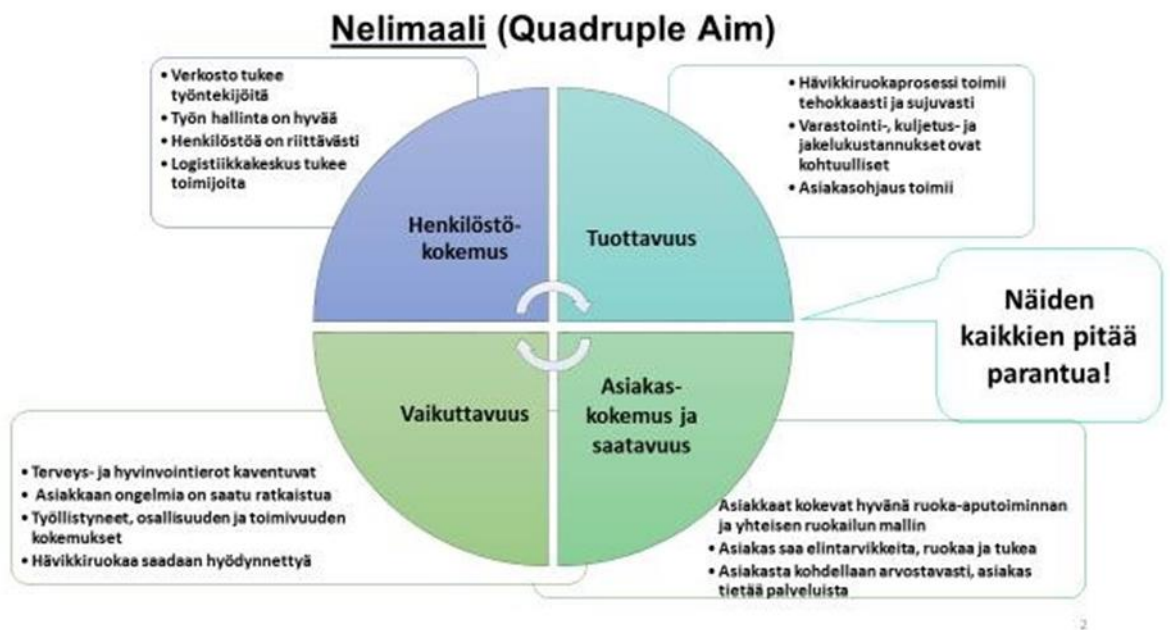 Nelimaali (Quadruple Aim)
• Verkosto tukee
työntekijöitä
• Työn hallinta on hyvää
• Henkilöstöä on riittävästi
• Logistiikkakeskus tukee
toimijoita
• Hävikkiruokaprosessi toimii
tehokkaasti ja sujuvasti
• Varastointi-, kuljetus- ja
jakelukustannukset ovat
kohtuulliset
• Asiakasohjaus toimii
Henkilöstö-
kokemus
Tuottavuus
Näiden
kaikkien pitää
parantua!
Vaikuttavuus
Asiakas-
kokemus ja
saatavuus
• Terveys- ja hyvinvointierot kaventuvat
• Asiakkaan ongelmia on saatu ratkaistua
• Työllistyneet, osallisuuden ja toimivuuden
kokemukset
• Hävikkiruokaa saadaan hyödynnettyä
Asiakkaat kokevat hyvänä ruoka-aputoiminnan
ja yhteisen ruokailun mallin
• Asiakas saa elintarvikkeita, ruokaa ja tukea
• Asiakasta kohdellaan arvostavasti, asiakas
tietää palveluista
2